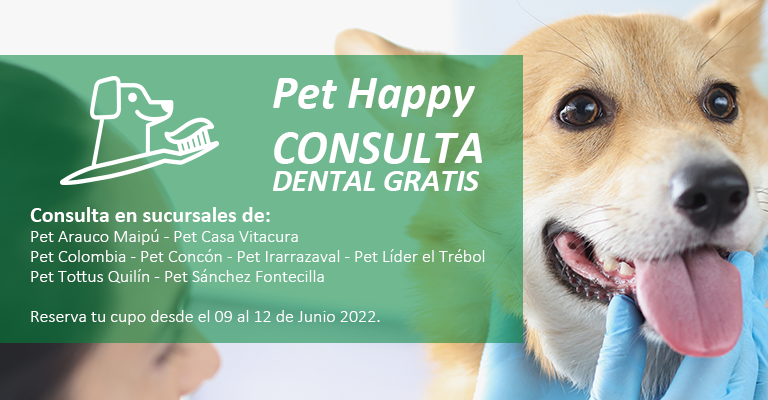 Pet Happy
CONSULTA
DENTAL GRATIS
Consulta en sucursales de:
Pet Arauco Maipú - Pet Casa Vitacura
Pet Colombia - Pet Concón - Pet Irarrazaval - Pet Líder el Trébol
Pet Tottus Quilín - Pet Sánchez Fontecilla
Reserva tu cupo desde el 09 al 12 de Junio 2022.